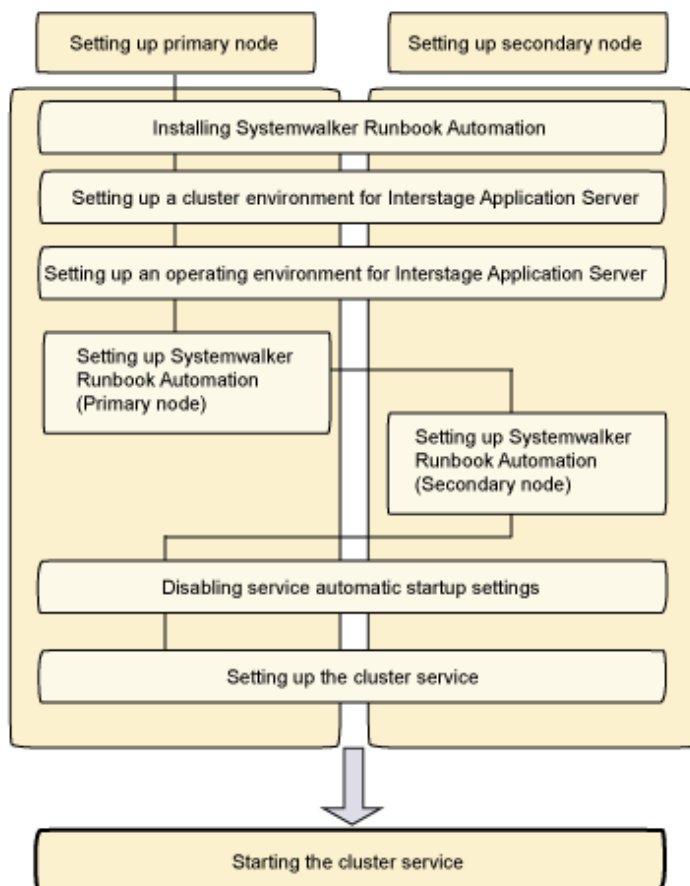 Setting up primary node
Setting up secondary node
Installing Systemwalker Runbook Automation
Setting up a cluster environment for Interstage Application Server
Setting up an operating environment for Interstage Application Server
Setting up Systemwalker
Runbook Automation
(Primary node)
Setting up Systemwalker
Runbook Automation
(Secondary node)
Disabling service automatic startup settings
Setting up the cluster service
Starting the cluster service